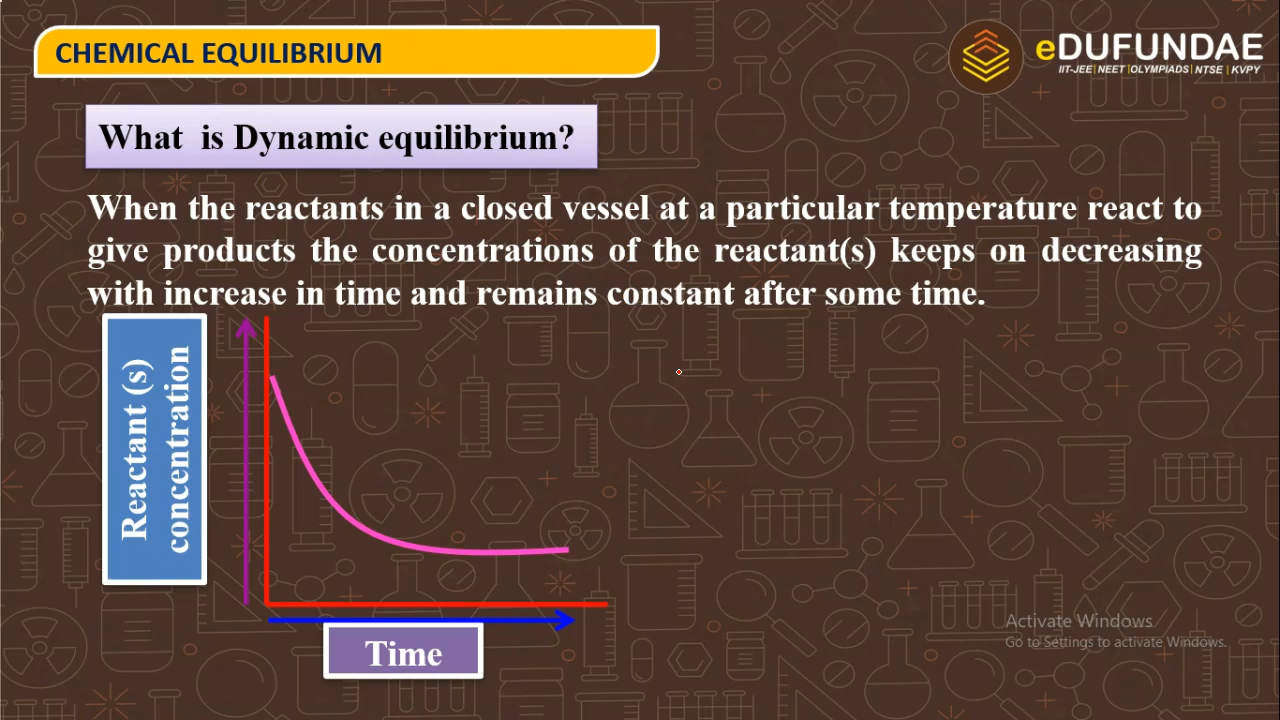 CHEMICAL EQUILIBRIUM
eDUFUNDAE
IIT-JEE|NEET|OLYMPIADS|NTSE|KVPY
What is Dynamic equilibrium?
When the reactants in a closed vessel at a particular temperature react to
give products the concentrations of the reactant(s) keeps on decreasing
with increase in time and remains constant after some time.
Reactant (s)
concentration
Time
Activate Windows
Go to Settings to activate Windows.